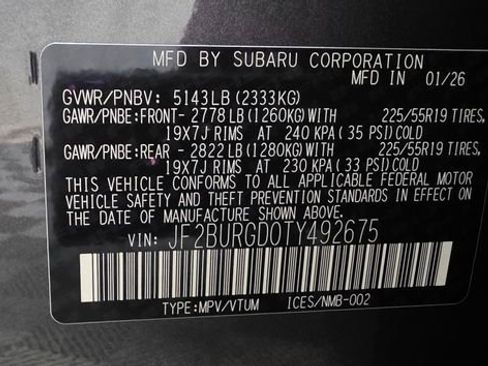 MFD BY SUBARU CORPORATION
MFD IN 01/26
GVWR/PNBV: 5143LB(2333KG)
GAWR/PNBE:FRONT- 2778 LB(1260KG)WITH 225/55R19 TIRES,
19X7J RIMS AT 240 KPA(35 PSI)COLD
GAWR/PNBE:REAR - 2822 LB(1280KG)WITH 225/55R19 TIRES,
19X7J RIMS AT 230 KPA(33 PSI)COLD
THIS VEHICLE CONFORMS TO ALL APPLICABLE FEDERAL MOTOR
VEHICLE SAFETY AND THEFT PREVENTION STANDARDS IN EFFECT
ON THE DATE OF MANUFACTURE SHOWN ABOVE.
VIN: JF2BURGD0TY492675
TYPE:MPV/VTUM ICES/NMB-002